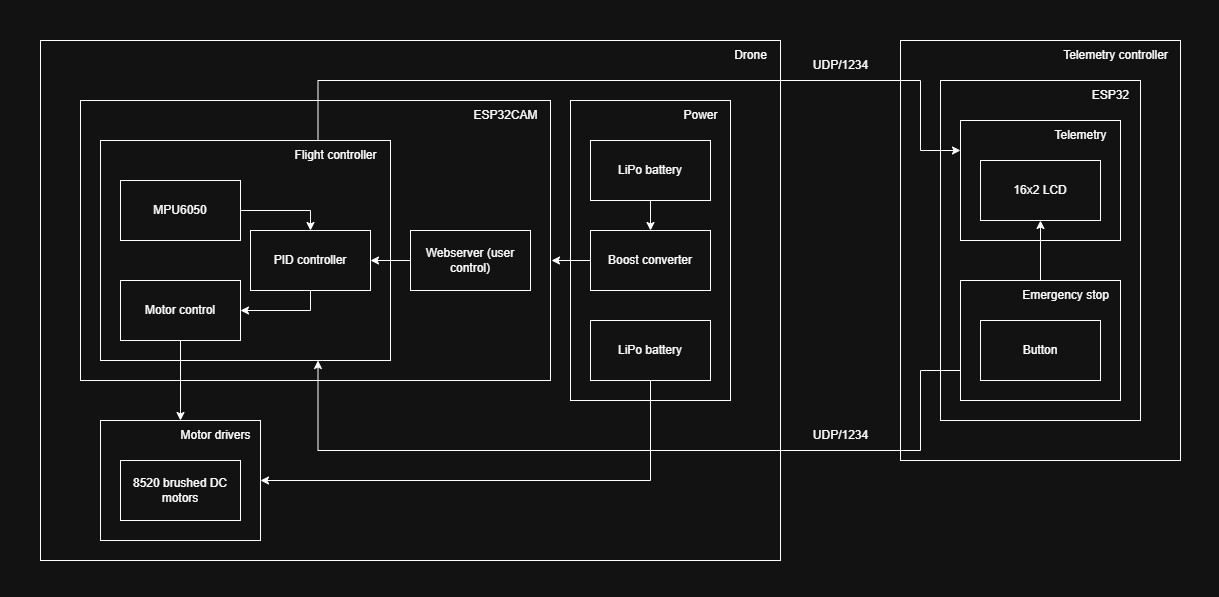 Drone
UDP/1234
Telemetry controller
ESP32CAM
Power
ESP32
Flight controller
LiPo battery
Telemetry
MPU6050
16x2 LCD
PID controller
Webserver (user
control)
Boost converter
Motor control
Emergency stop
LiPo battery
Button
Motor drivers
UDP/1234
8520 brushed DC
motors